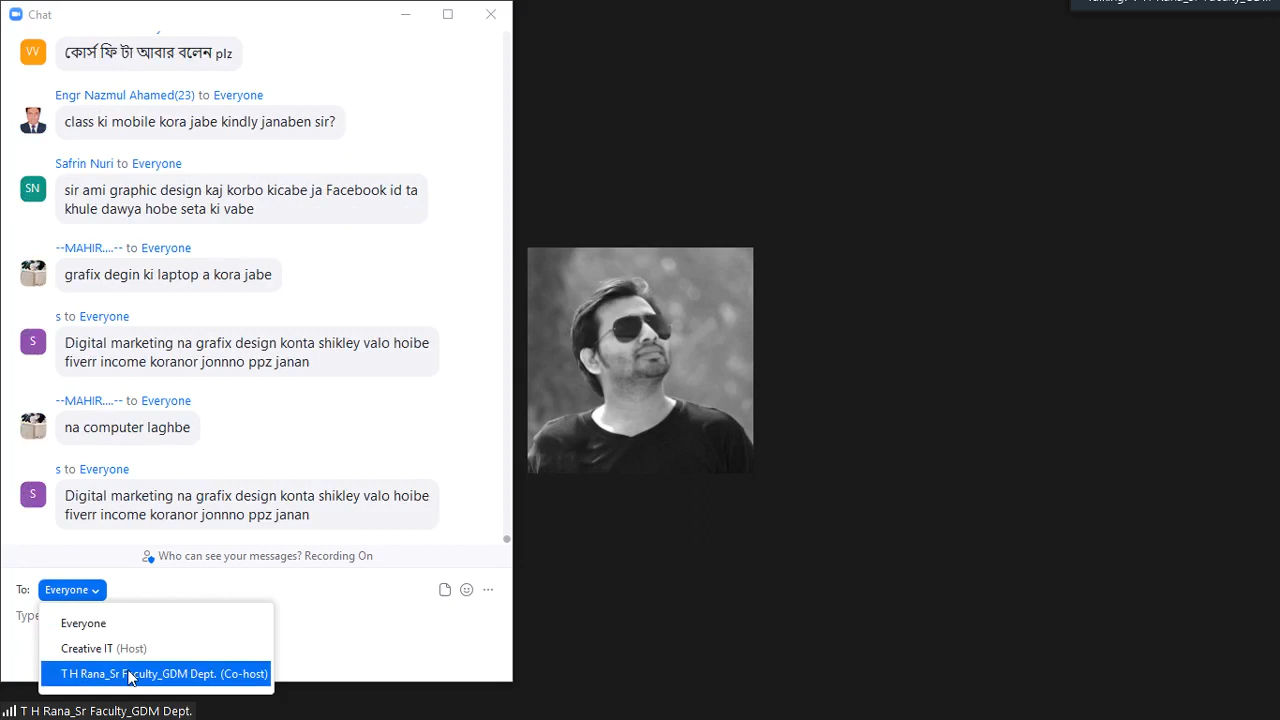 Chat
VV
কোর্স ফি টা আবার বলেন plz
Engr Nazmul Ahamed(23) to Everyone
class ki mobile kora jabe kindly janaben sir?
Safrin Nuri to Everyone
SN
sir ami graphic design kaj korbo kicabe ja Facebook id ta
khule dawya hobe seta ki vabe
--MAHIR....-- to Everyone
grafix degin ki laptop a kora jabe
s to Everyone
S
Digital marketing na grafix design konta shikley valo hoibe
fiverr income koranor jonnno ppz janan
--MAHIR....-- to Everyone
na computer laghbe
s to Everyone
S
Digital marketing na grafix design konta shikley valo hoibe
fiverr income koranor jonnno ppz janan
Who can see your messages? Recording On
To: Everyone
Type
Everyone
Creative IT (Host)
T H Rana_Sr Faculty_GDM Dept. (Co-host)
T H Rana_Sr Faculty_GDM Dept.